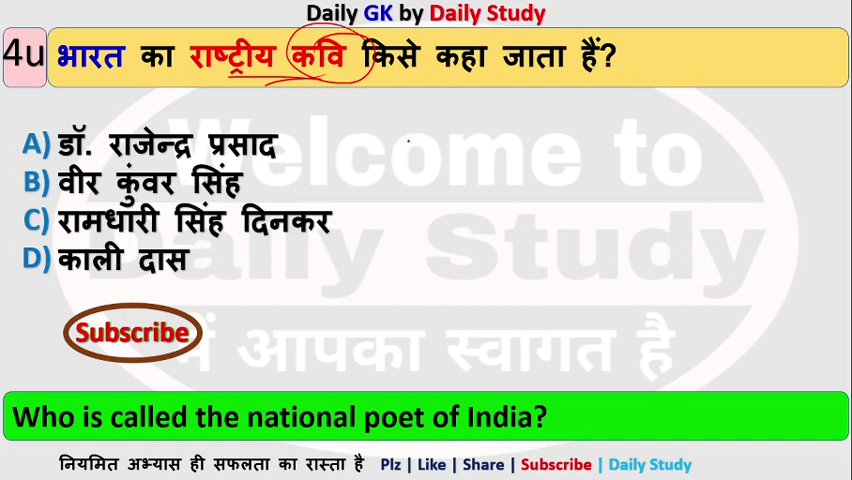 Daily GK by Daily Study
4u भारत का राष्ट्रीय कवि किसे कहा जाता हैं?
Welcome to
Daily Study
में आपका स्वागत है
A) डॉ. राजेन्द्र प्रसाद
B) वीर कुंवर सिंह
C) रामधारी सिंह दिनकर
D) काली दास
Subscribe
Who is called the national poet of India?
नियमित अभ्यास ही सफलता का रास्ता है Plz | Like | Share | Subscribe | Daily Study